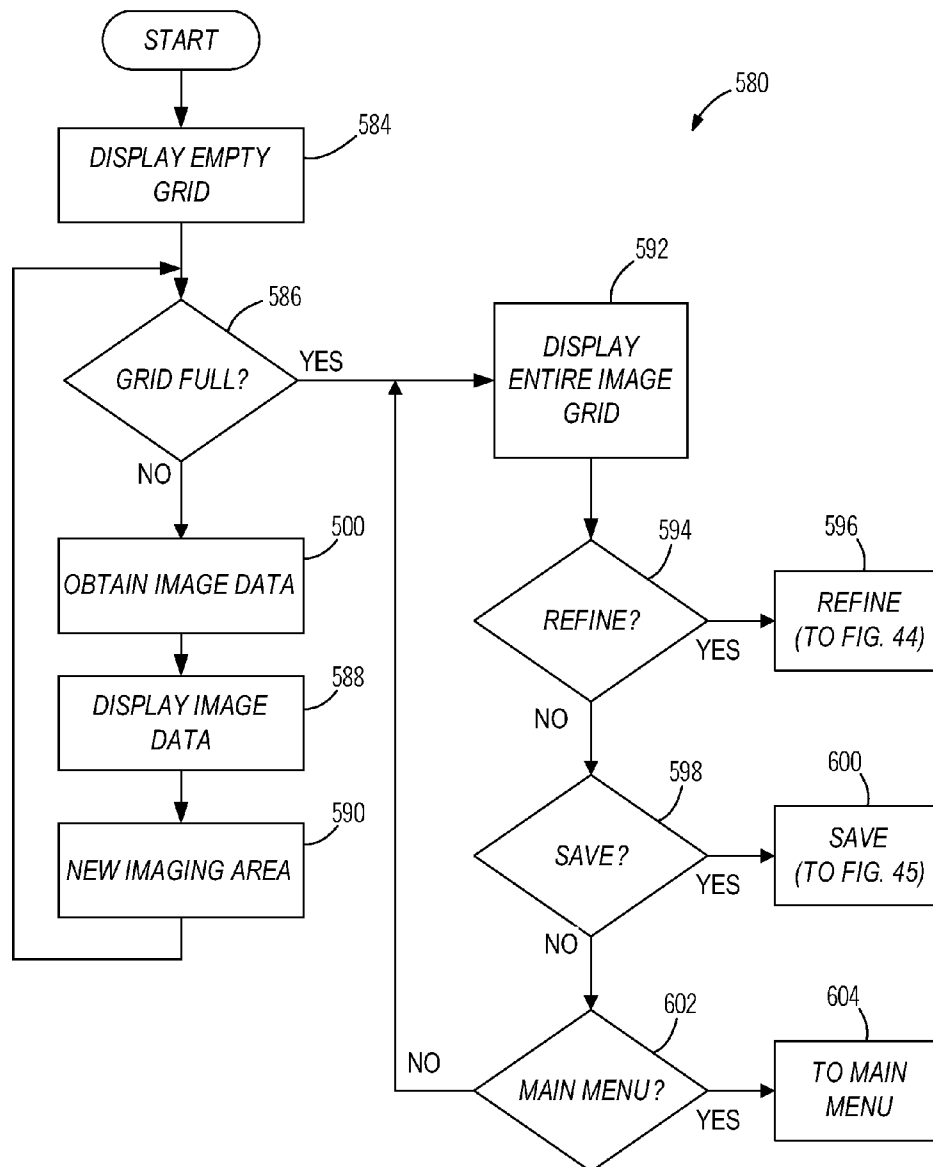 START
580
584
DISPLAY EMPTY
GRID
592
586
GRID FULL?
YES
DISPLAY
ENTIRE IMAGE
GRID
NO
500
OBTAIN IMAGE DATA
594
REFINE?
YES
596
REFINE
(TO FIG. 44)
588
DISPLAY IMAGE
DATA
NO
590
NEW IMAGING AREA
598
SAVE?
YES
600
SAVE
(TO FIG. 45)
NO
602
MAIN MENU?
NO
YES
604
TO MAIN
MENU